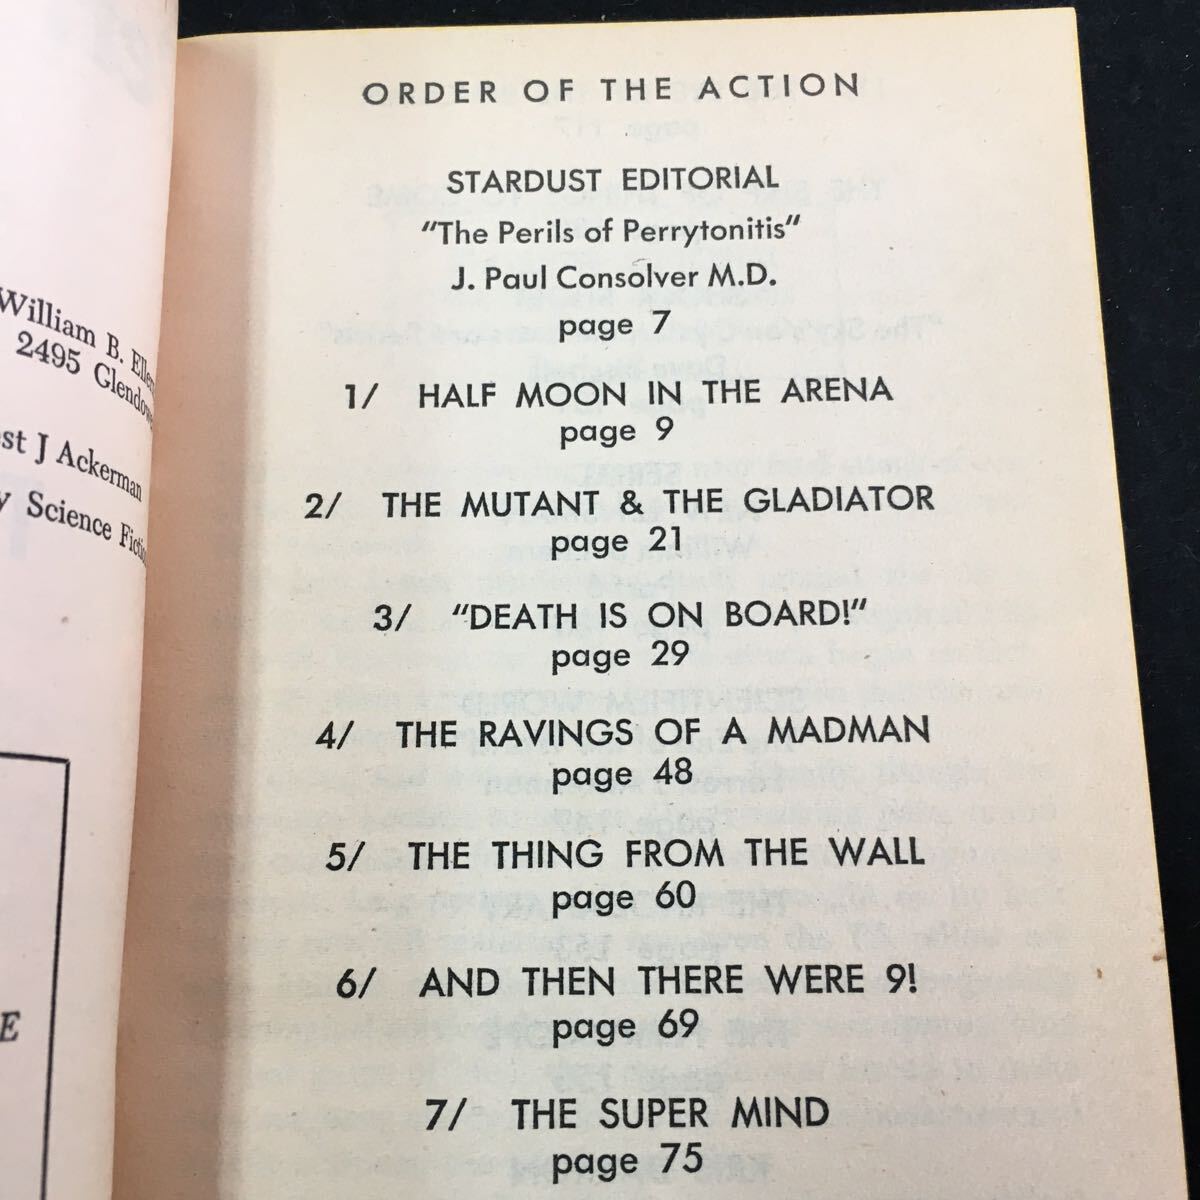 William B.
2495
st J Ackerman
Science
E
ORDER OF THE ACTION
STARDUST EDITORIAL
"The Perils of Perrytonitis"
J. Paul Consolver M.D.
page 7
1/ HALF MOON IN THE ARENA
page 9
2/ THE MUTANT & THE GLADIATOR
page 21
3/ "DEATH IS ON BOARD!"
page 29
4/ THE RAVINGS OF A MADMAN
page 48
5/ THE THING FROM THE WALL
page 60
6/ AND THEN THERE WERE 9!
page 69
7/ THE SUPER MIND
page 75